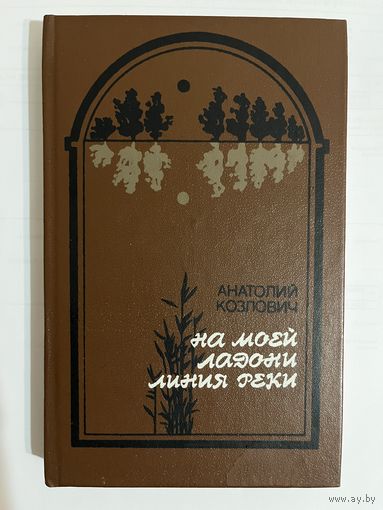 АНАТОЛИЙ
КОЗЛОВИЧ
НА МОЕЙ
ЛАДОНИ
ЛИНИЯ РЕКИ
www.ay.by